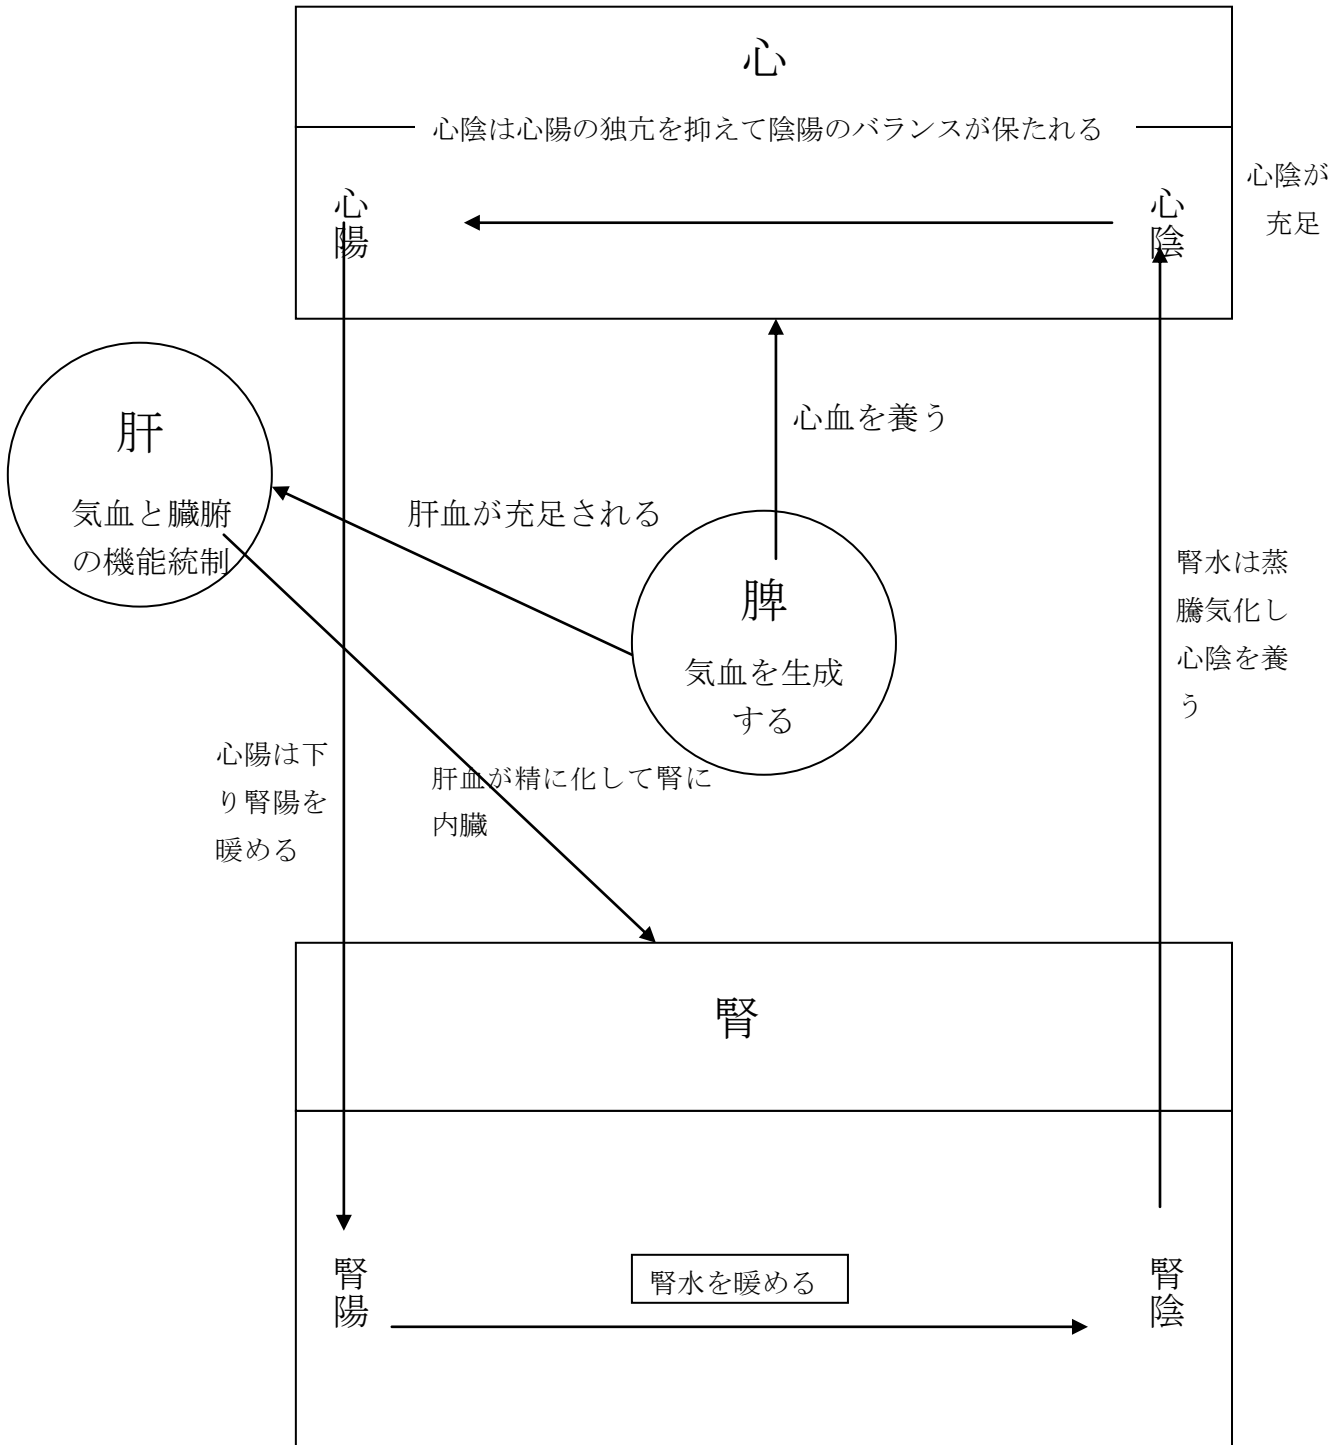 心
心陰は心陽の独亢を抑えて陰陽のバランスが保たれる
心陰が
充足
心陽
心陰
心血を養う
肝
気血と臓腑
の機能統制
肝血が充足される
脾
気血を生成
する
腎水は蒸
騰気化し
心陰を養
う
心陽は下
り腎陽を
暖める
肝血が精に化して腎に
内臓
腎
腎陽
腎水を暖める
腎陰